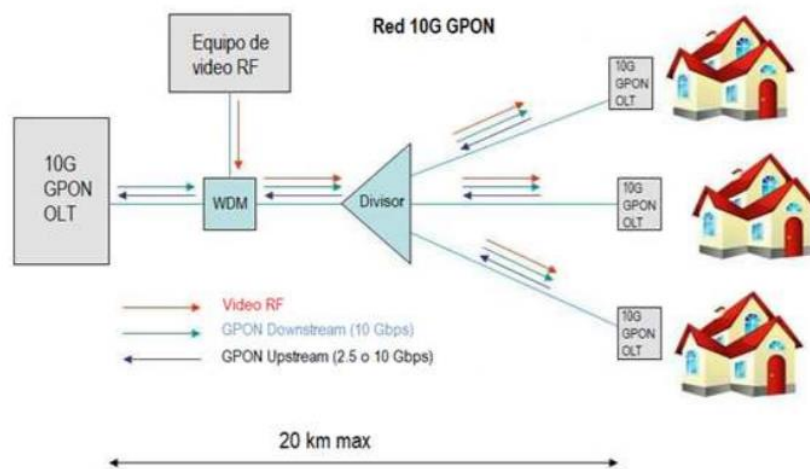 Red 10G GPON
Equipo de
video RF
10G
GPON
OLT
WDM
Divisor
10G
GPON
OLT
10G
GPON
OLT
10G
GPON
OLT
Video RF
GPON Downstream (10 Gbps)
GPON Upstream (2.5 o 10 Gbps)
20 km max